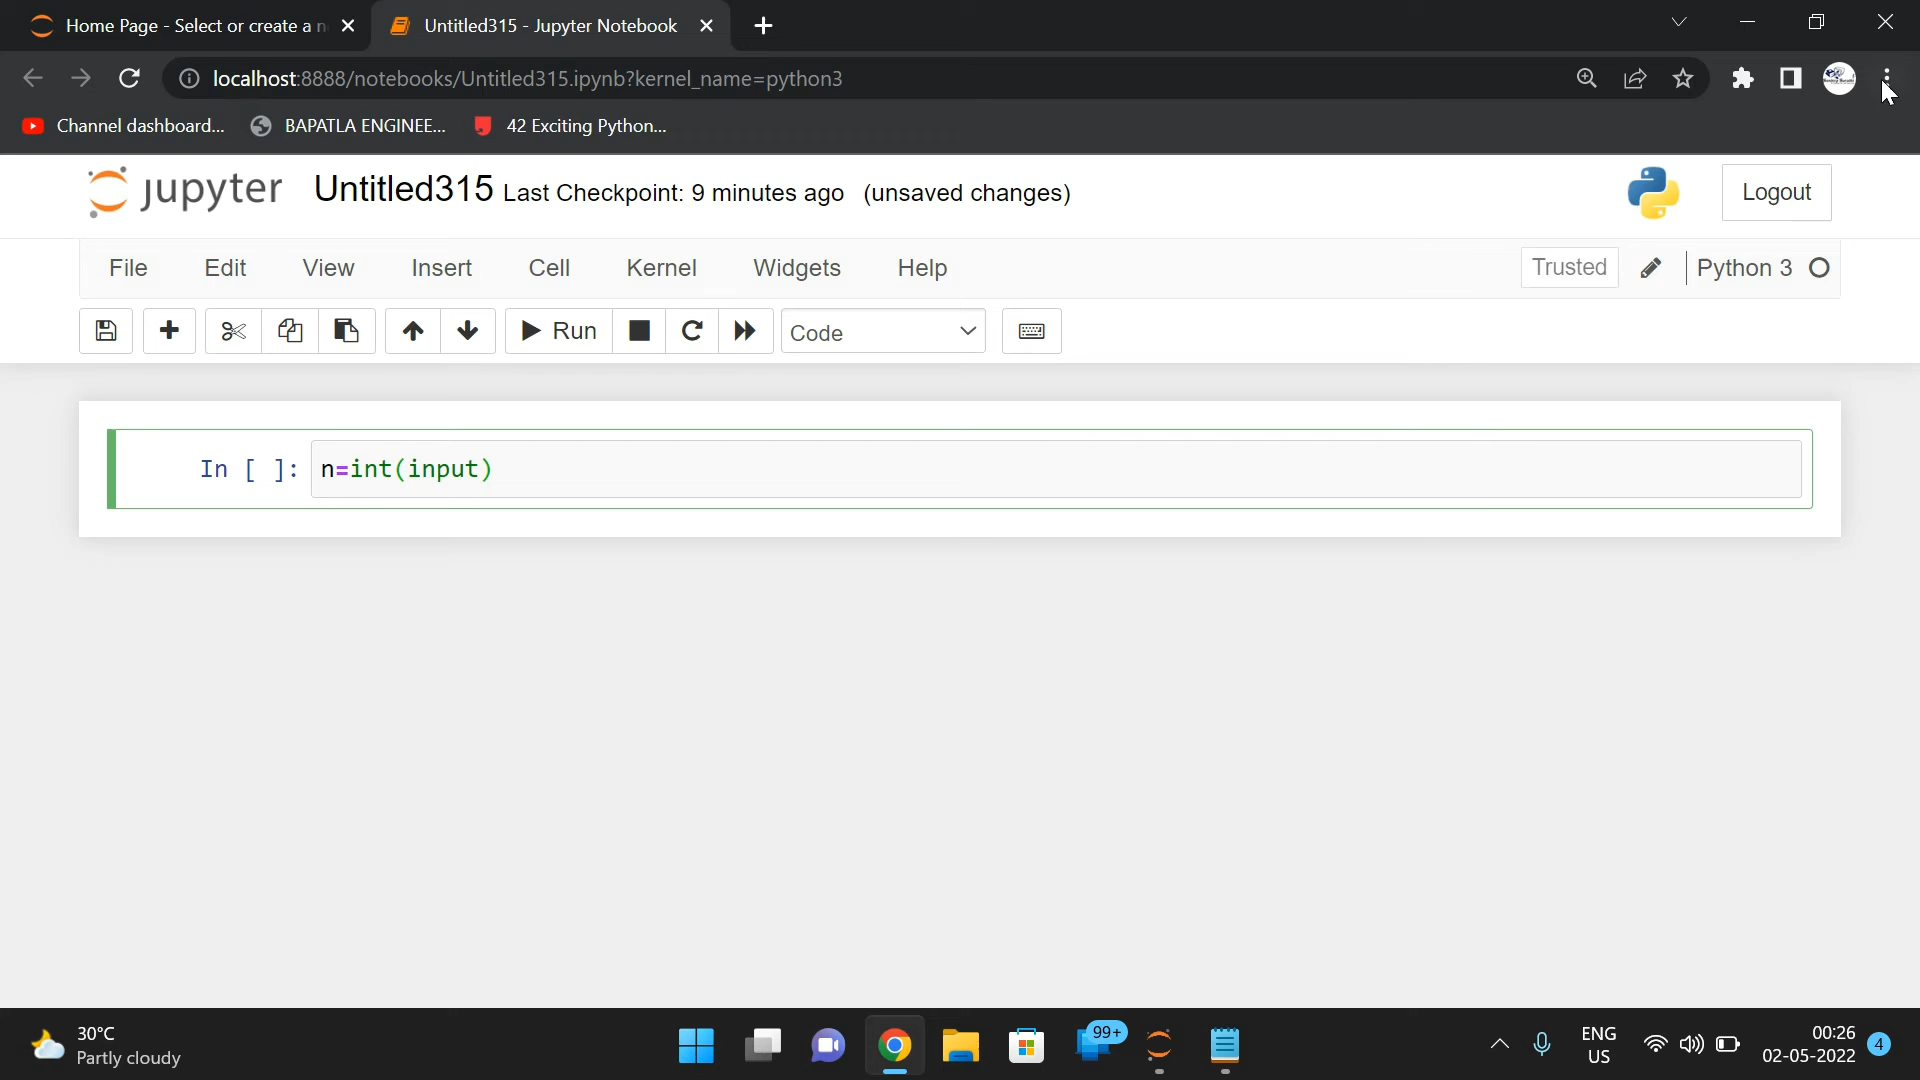 Home Page - Select or create a n
Untitled315 - Jupyter Notebook
localhost:8888/notebooks/Untitled315.ipynb?kernel_name=python3
Channel dashboard...
BAPATLA ENGINEE...
42 Exciting Python...
jupyter
Untitled315 Last Checkpoint: 9 minutes ago (unsaved changes)
Logout
File
Edit
View
Insert
Cell
Kernel
Widgets
Help
Trusted
Python 3
Run
Code
In [ ]: n=int(input)
30°C
Partly cloudy
99+
ENG
US
00:26
02-05-2022
4